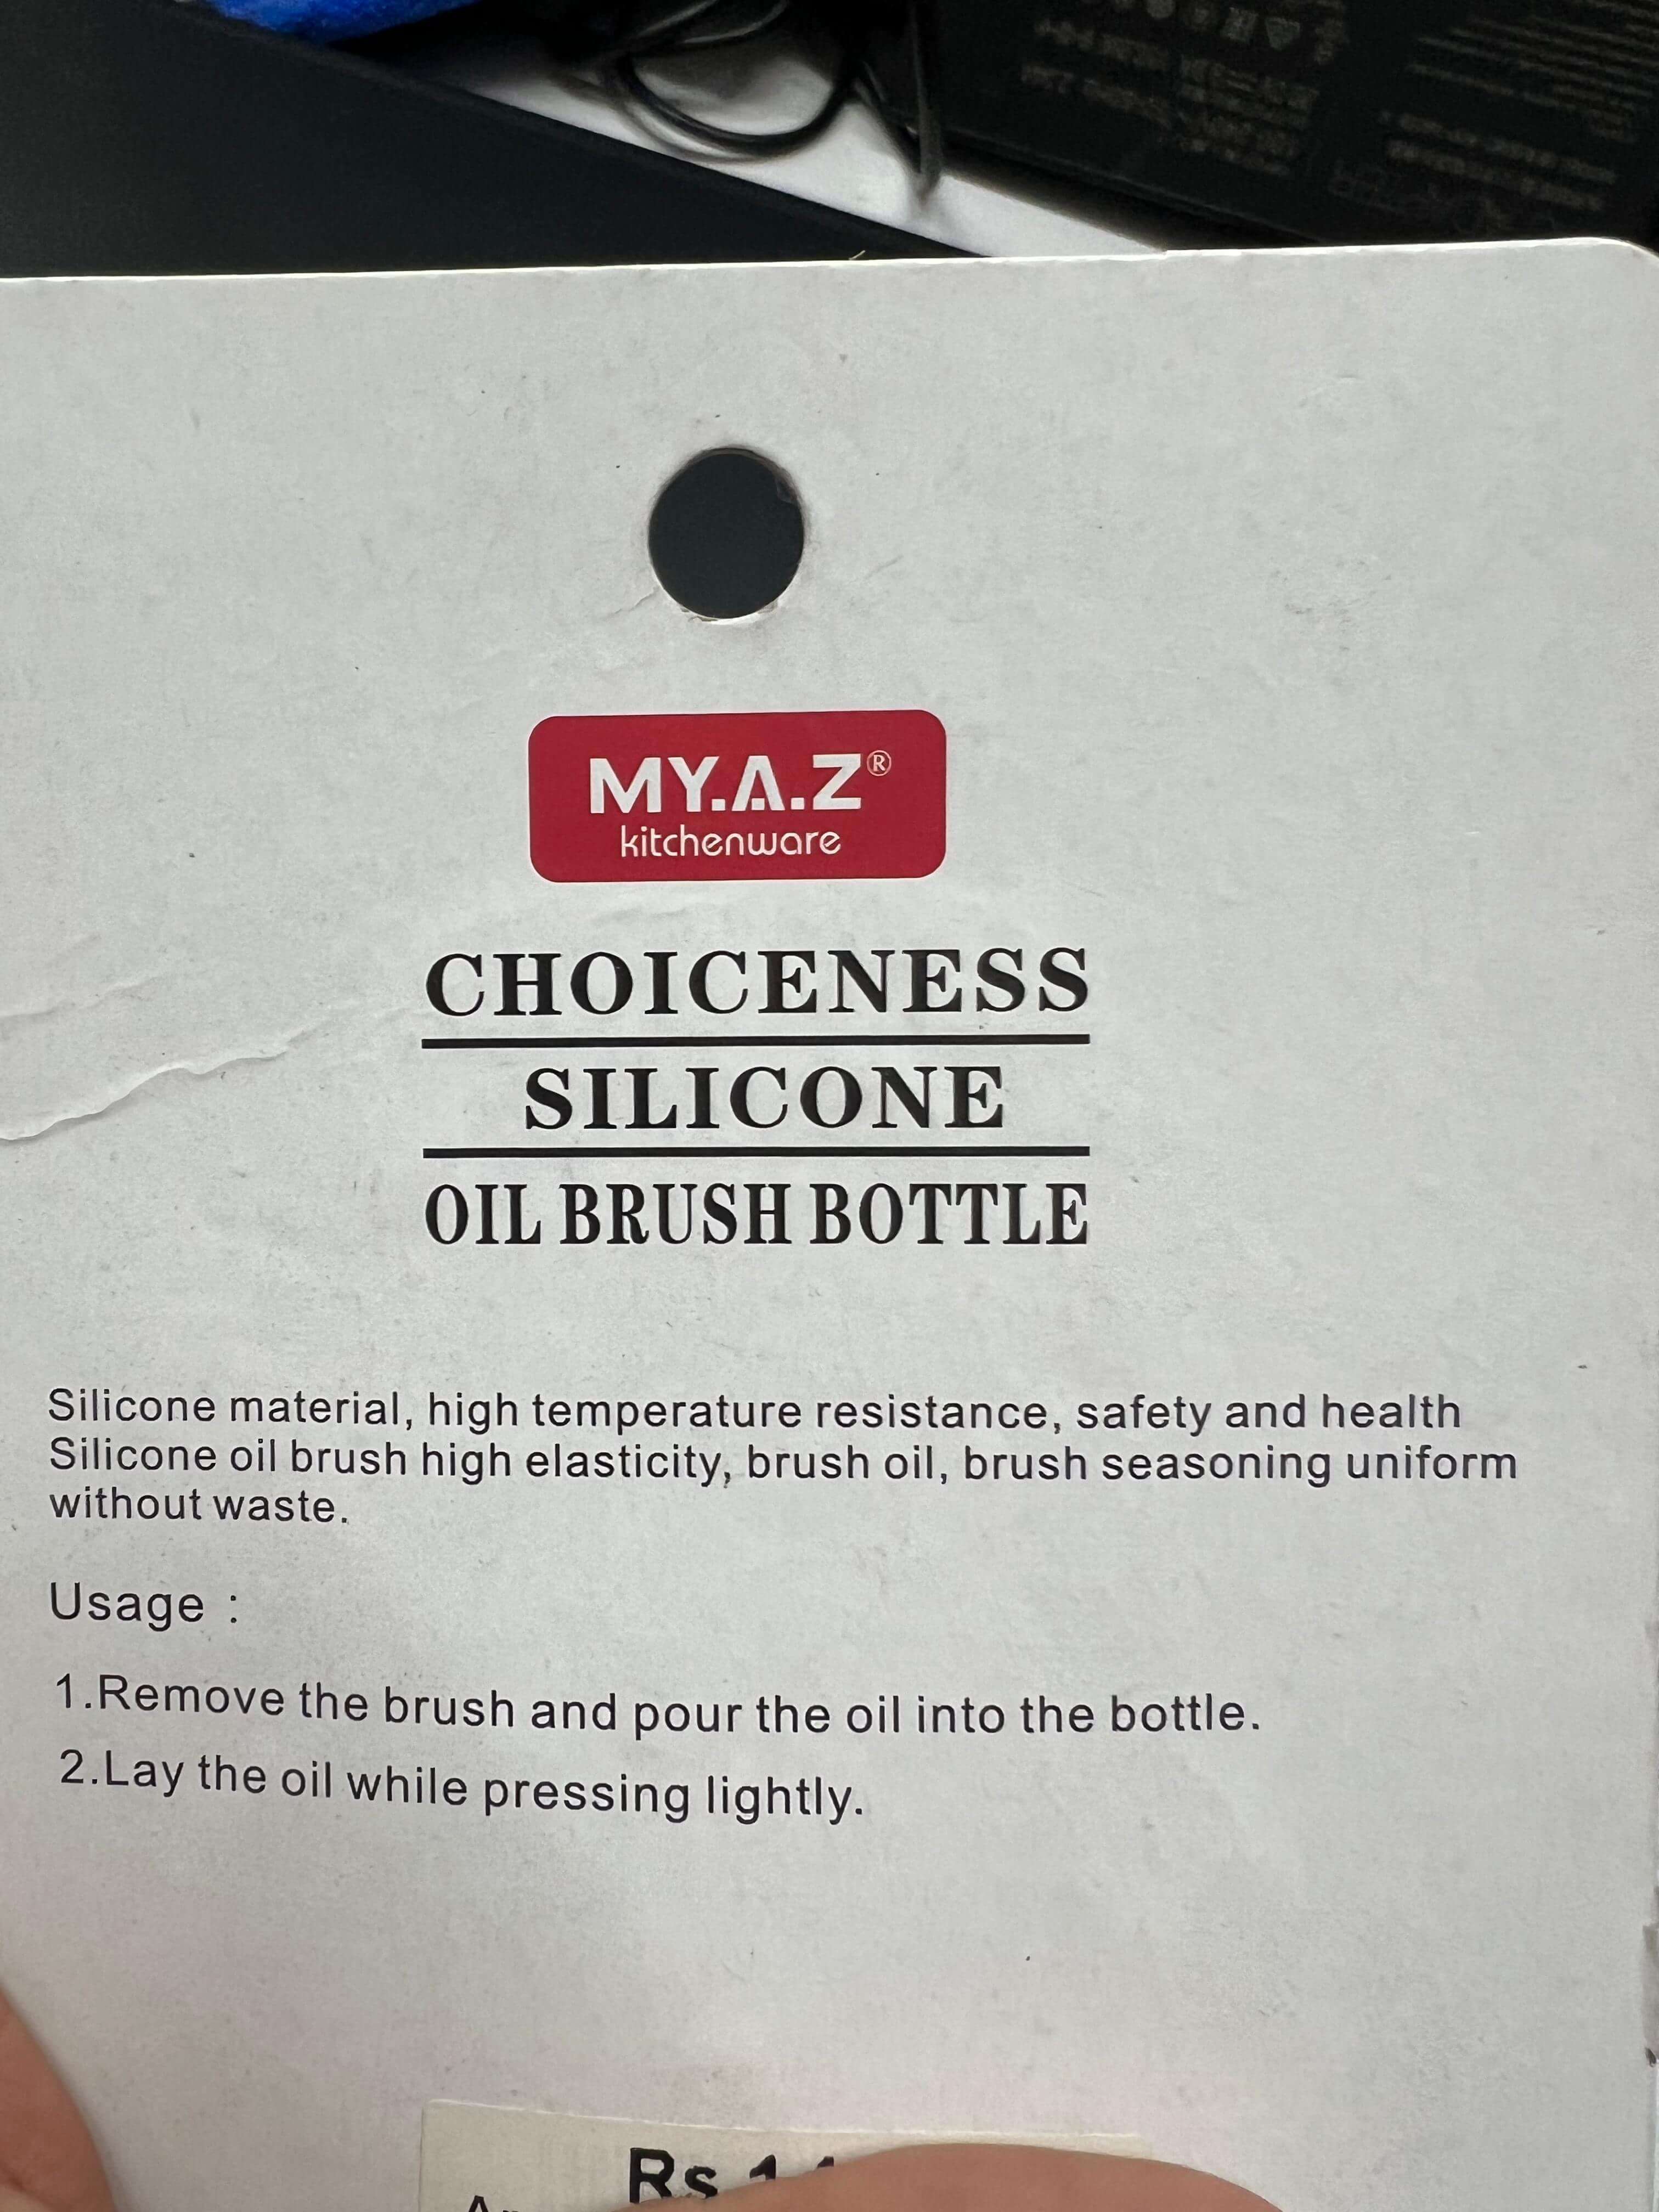 MY.A.Z®
kitchenware
CHOICENESS
SILICONE
OIL BRUSH BOTTLE
Silicone material, high temperature resistance, safety and health
Silicone oil brush high elasticity, brush oil, brush seasoning uniform
without waste.
Usage :
1.Remove the brush and pour the oil into the bottle.
2.Lay the oil while pressing lightly.
Rs